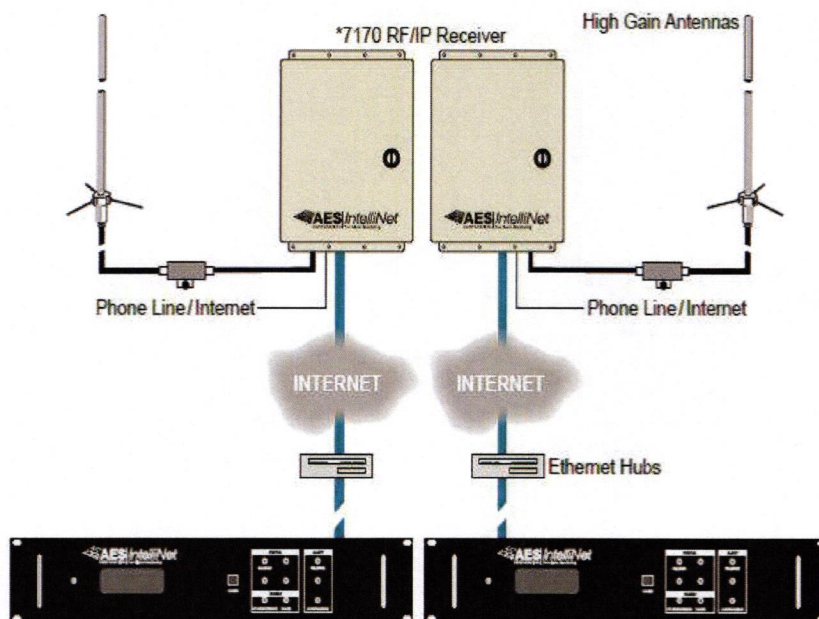 *7170 RF/IP Receiver
High Gain Antennas
AES IntelliNet
AES IntelliNet
Phone Line/Internet
Phone Line/Internet
INTERNET
INTERNET
Ethernet Hubs
AES IntelliNet
AES IntelliNet